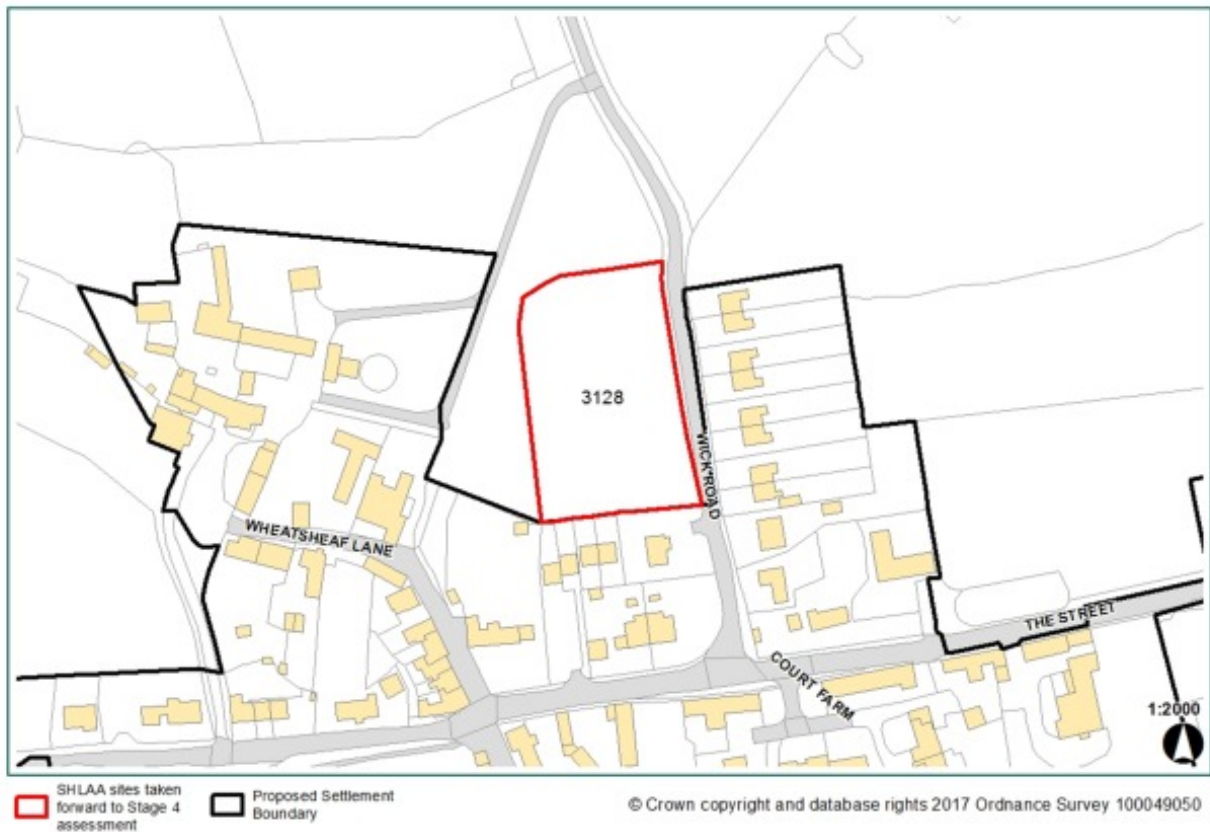 3128
WICK ROAD
WHEATSHEAF LANE
THE STREET
COURT FARM
1:2000
SHLAA sites taken
forward to Stage 4
assessment
Proposed Settlement
Boundary
© Crown copyright and database rights 2017 Ordnance Survey 100049050